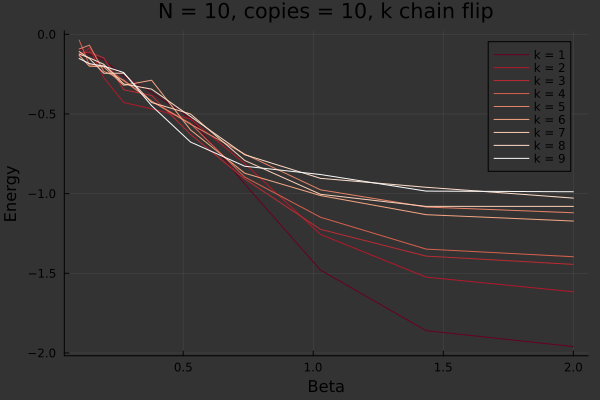 N = 10, copies = 10, k chain flip
0.0
−0.5
−1.0
−1.5
−2.0
Energy
k = 1
k = 2
k = 3
k = 4
k = 5
k = 6
k = 7
k = 8
k = 9
0.5
1.0
1.5
2.0
Beta